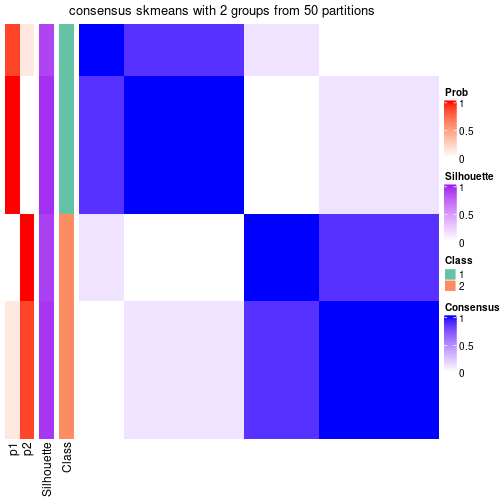 consensus skmeans with 2 groups from 50 partitions
Prob
1
0.5
0
Silhouette
1
0.5
0
Class
1
2
Consensus
1
0.5
0
p1
p2
Silhouette
Class